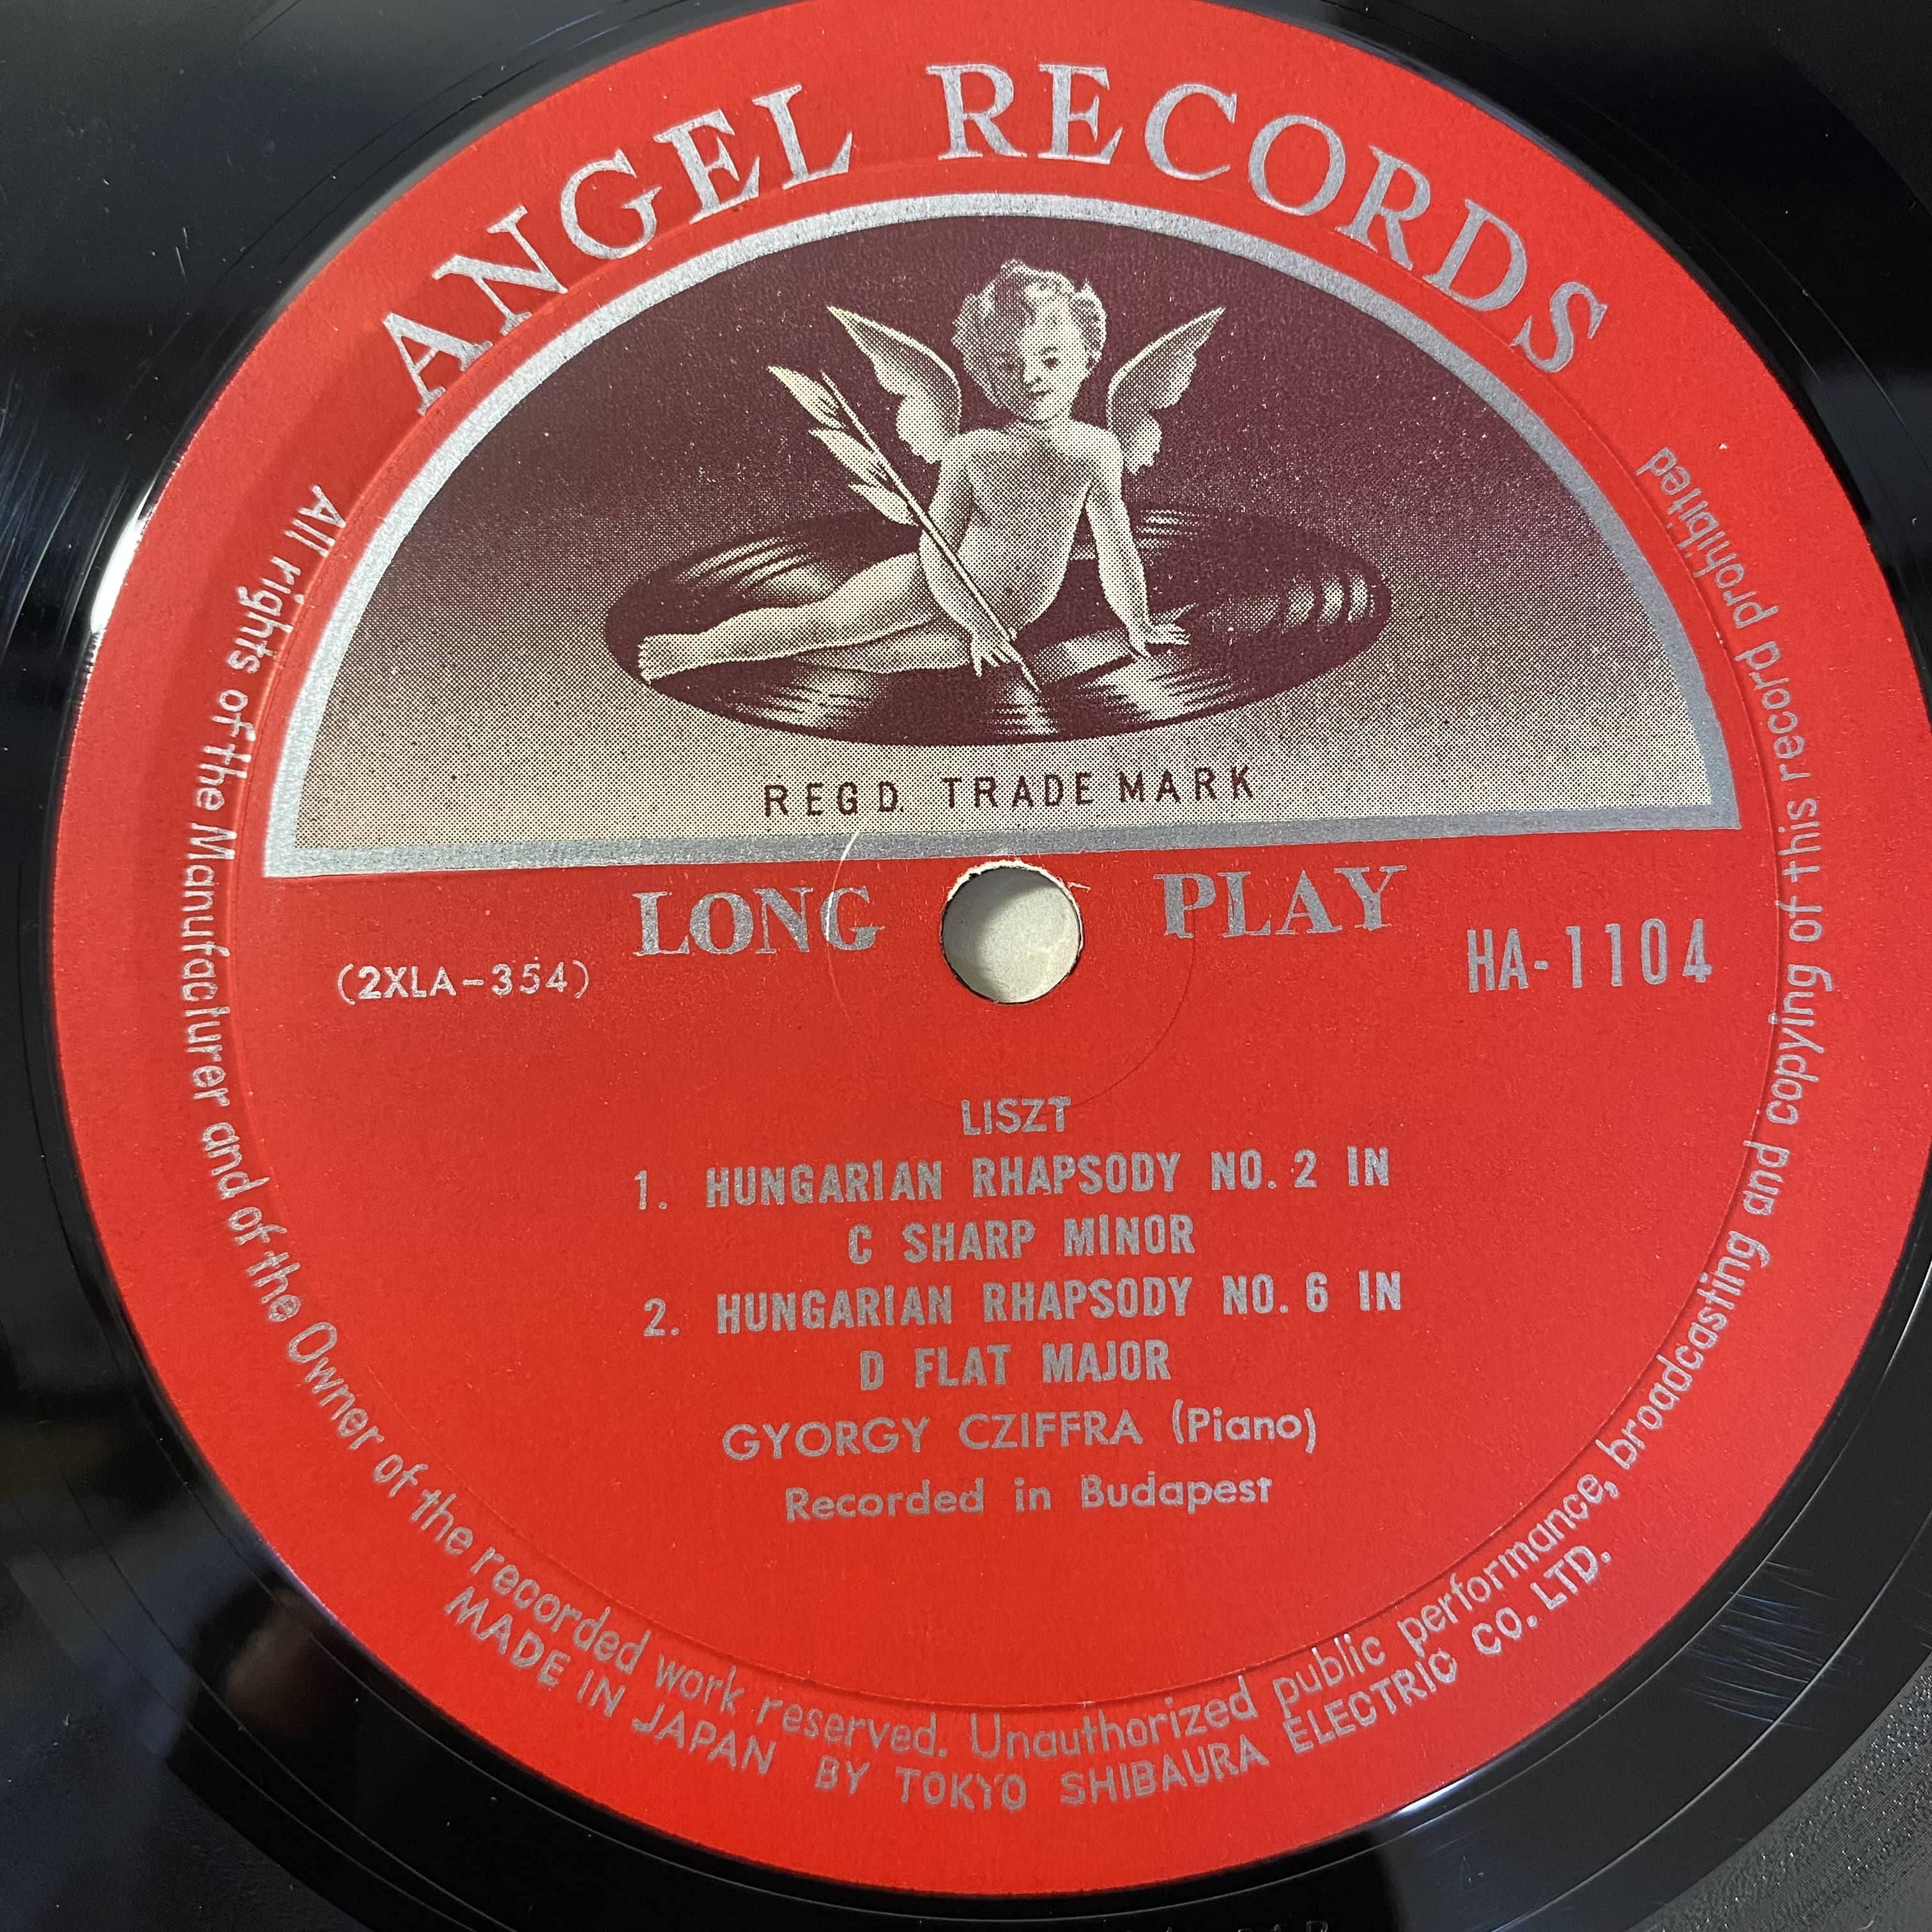 ANGEL RECORDS
REGD. TRADE MARK
LONG PLAY
(2XLA-354)
HA-1104
LISZT
1. HUNGARIAN RHAPSODY NO. 2 IN
C SHARP MINOR
2. HUNGARIAN RHAPSODY NO. 6 IN
D FLAT MAJOR
GYORGY CZIFFRA (Piano)
Recorded in Budapest
All rights of the Manufacturer and of the Owner of the recorded work reserved. Unauthorized public performance, broadcasting and copying of this record prohibited
MADE IN JAPAN BY TOKYO SHIBAURA ELECTRIC CO. LTD.